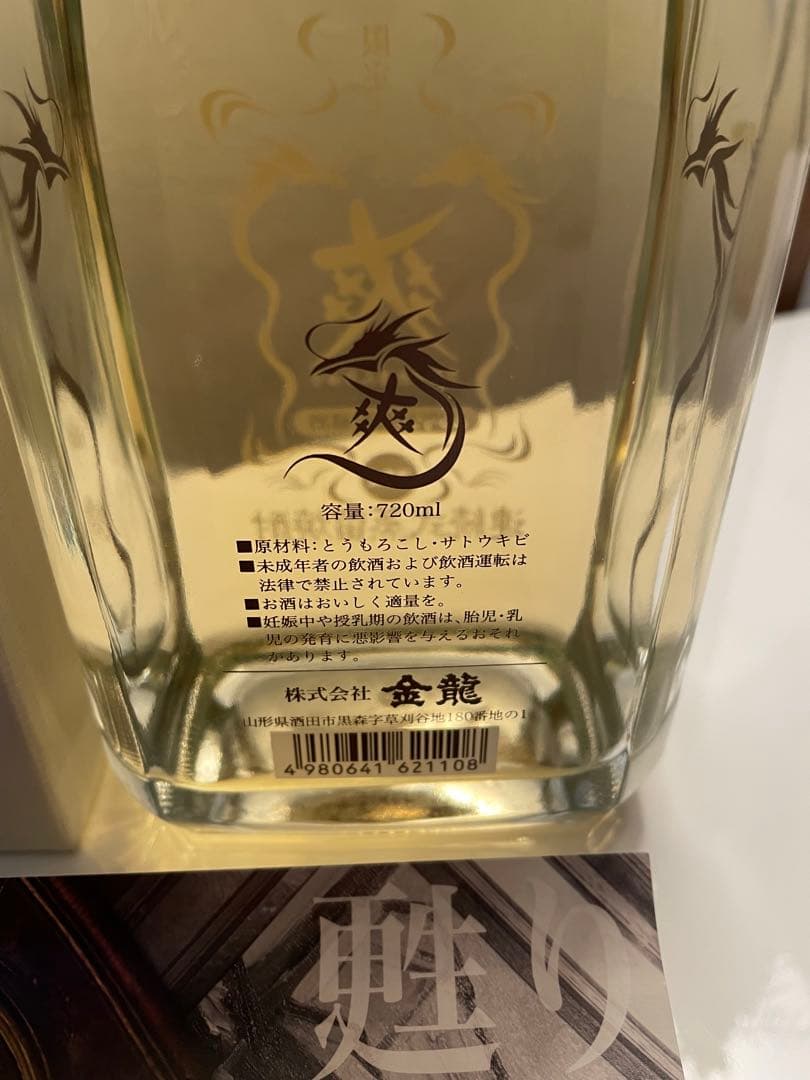 限定
爽
爽
容量:720ml
■原材料:とうもろこし・サトウキビ
■未成年者の飲酒および飲酒運転は
法律で禁止されています。
■お酒はおいしく適量を。
■妊娠中や授乳期の飲酒は、胎児・乳
児の発育に悪影響を与えるおそれ
があります。
株式会社 金龍
山形県酒田市黒森字草刈谷地180番地の1
4 980641 621108
甦り